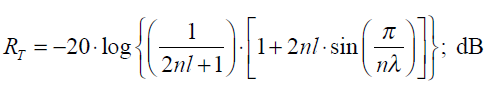 R_T = −20·log{(1/(2nl+1))·[1+2nl·sin(π/(nλ))]}; dB